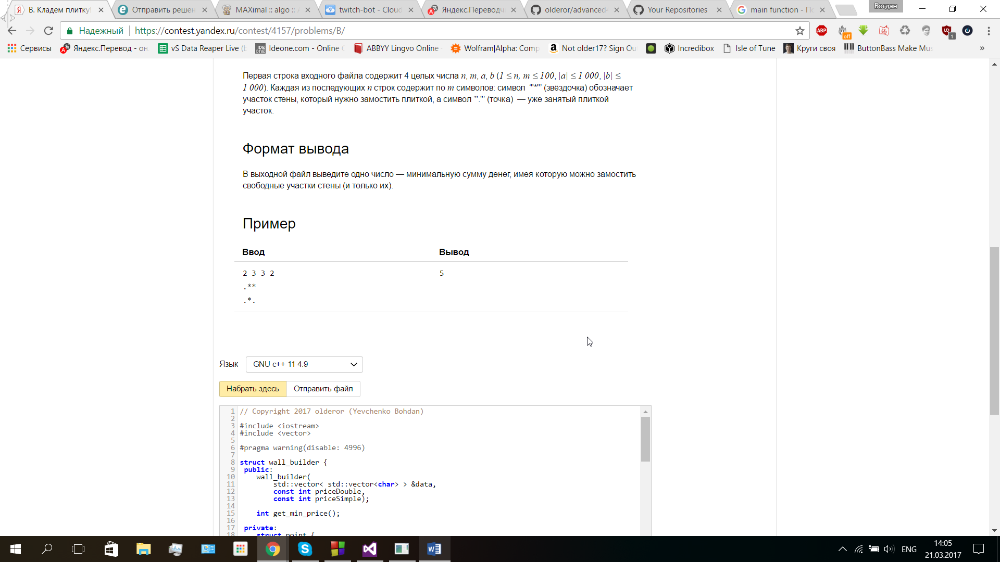 В. Кладем плитку!
Отправить решен
MAXimal :: algo ::
twitch-bot - Cloud
Яндекс.Переводч
olderor/advanced-
Your Repositories
main function - По
Богдан
Надежный
https://contest.yandex.ru/contest/4157/problems/B/
ABP
off
1
Сервисы
Яндекс.Перевод - он
vS Data Reaper Live (b
Ideone.com - Online C
ABBYY Lingvo Online
Wolfram|Alpha: Comp
Not older17? Sign Ou
Incredibox
Isle of Tune
Круги своя
ButtonBass Make Mus
»
Первая строка входного файла содержит 4 целых числа n, m, a, b (1 ≤ n, m ≤ 100, |a| ≤ 1 000, |b| ≤
1 000). Каждая из последующих n строк содержит по m символов: символ ‘"*"’ (звёздочка) обозначает
участок стены, который нужно замостить плиткой, а символ ‘"."’ (точка) — уже занятый плиткой
участок.
Формат вывода
В выходной файл выведите одно число — минимальную сумму денег, имея которую можно замостить
свободные участки стены (и только их).
Пример
Ввод Вывод
2 3 3 2 5
.**
.*.
Язык GNU c++ 11 4.9
Набрать здесь Отправить файл
1 // Copyright 2017 olderor (Yevchenko Bohdan)
2
3 #include <iostream>
4 #include <vector>
5
6 #pragma warning(disable: 4996)
7
8 struct wall_builder {
9 public:
10 wall_builder(
11 std::vector< std::vector<char> > &data,
12 const int priceDouble,
13 const int priceSimple);
14
15 int get_min_price();
16
17 private:
18 struct point {
ENG
14:05
21.03.2017